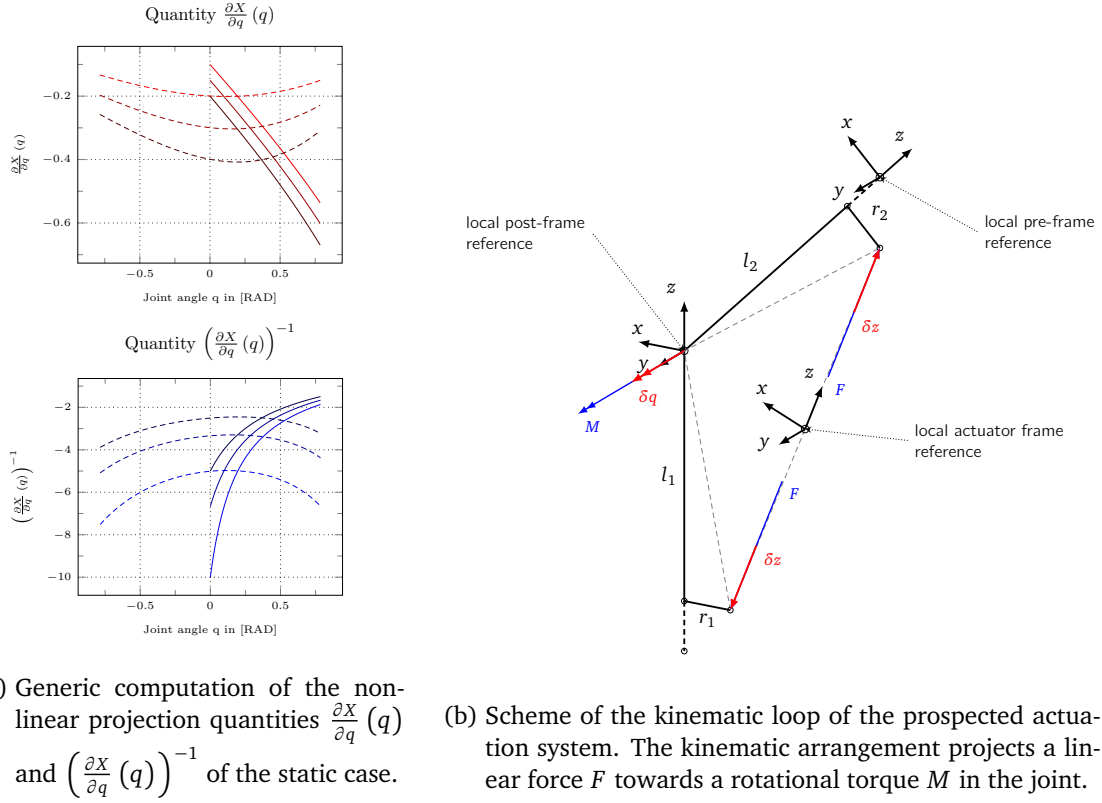 Quantity ∂X/∂q (q)
−0.2
−0.4
−0.6
∂X/∂q (q)
−0.5
0
0.5
Joint angle q in [RAD]
Quantity (∂X/∂q (q))⁻¹
−2
−4
−6
−8
−10
(∂X/∂q (q))⁻¹
−0.5
0
0.5
Joint angle q in [RAD]
) Generic computation of the non-
linear projection quantities ∂X/∂q (q)
and (∂X/∂q (q))⁻¹ of the static case.
x
z
y
r₂
local pre-frame
reference
local post-frame
reference
l₂
z
x
y
δq
M
δz
F
z
x
y
local actuator frame
reference
l₁
F
δz
r₁
(b) Scheme of the kinematic loop of the prospected actua-
tion system. The kinematic arrangement projects a lin-
ear force F towards a rotational torque M in the joint.